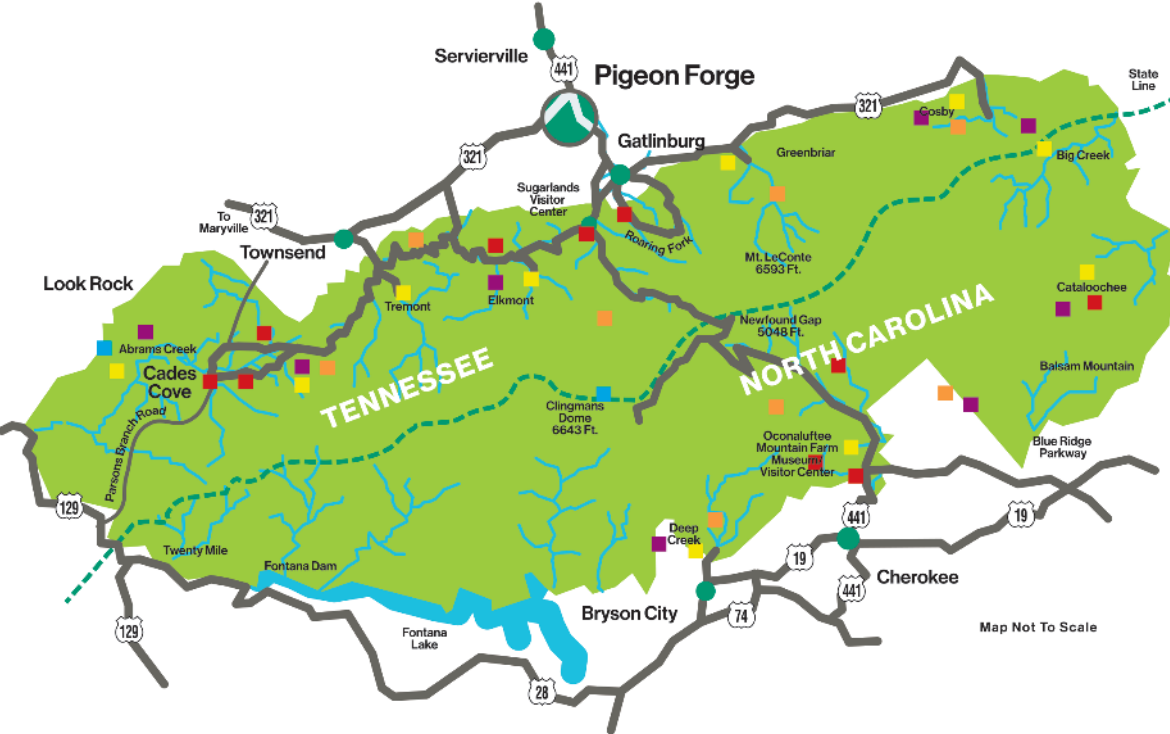 Servierville
441
Pigeon Forge
State
Line
321
Cosby
Gatlinburg
Greenbriar
Big Creek
321
Sugarlands
Visitor
Center
To
Maryville
321
Townsend
Roaring Fork
Mt. LeConte
6593 Ft.
Look Rock
Tremont
Elkmont
Cataloochee
Newfound Gap
5048 Ft.
NORTH CAROLINA
Abrams Creek
Cades
Cove
TENNESSEE
Balsam Mountain
Clingmans
Dome
6643 Ft.
Parsons Branch Road
Oconaluftee
Mountain Farm
Museum-
Visitor Center
Blue Ridge
Parkway
129
441
19
Deep
Creek
Twenty Mile
Fontana Dam
19
Cherokee
441
Bryson City
74
129
Fontana
Lake
Map Not To Scale
28